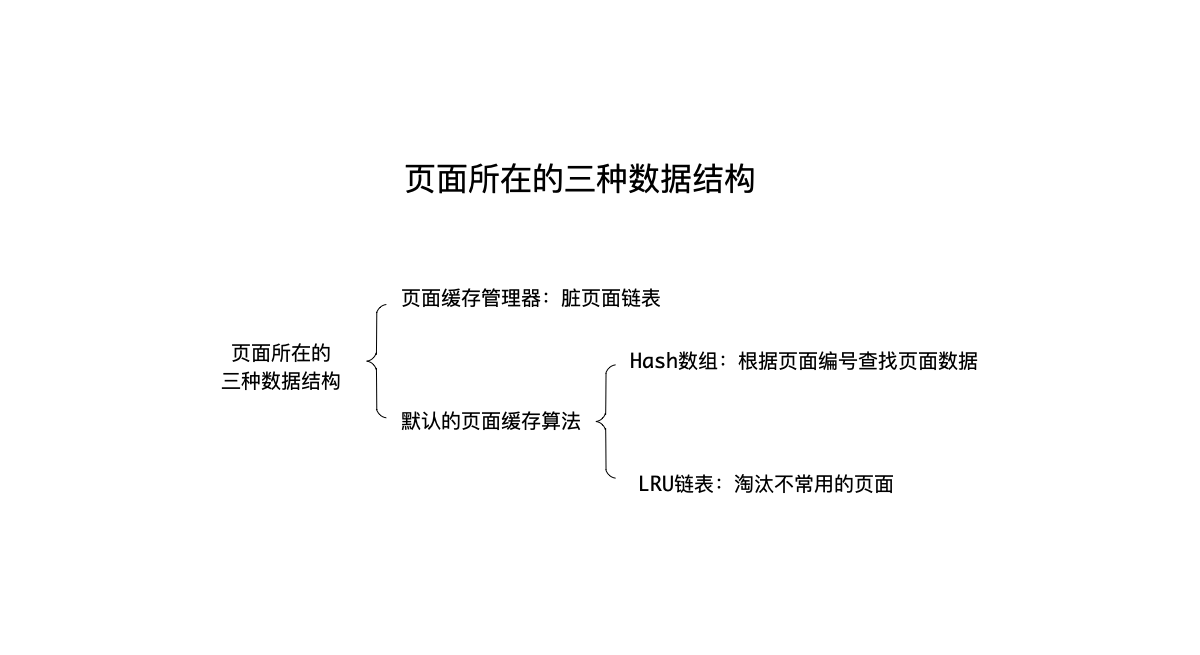 页面所在的三种数据结构
页面缓存管理器：脏页面链表
页面所在的
三种数据结构
Hash数组：根据页面编号查找页面数据
默认的页面缓存算法
LRU链表：淘汰不常用的页面